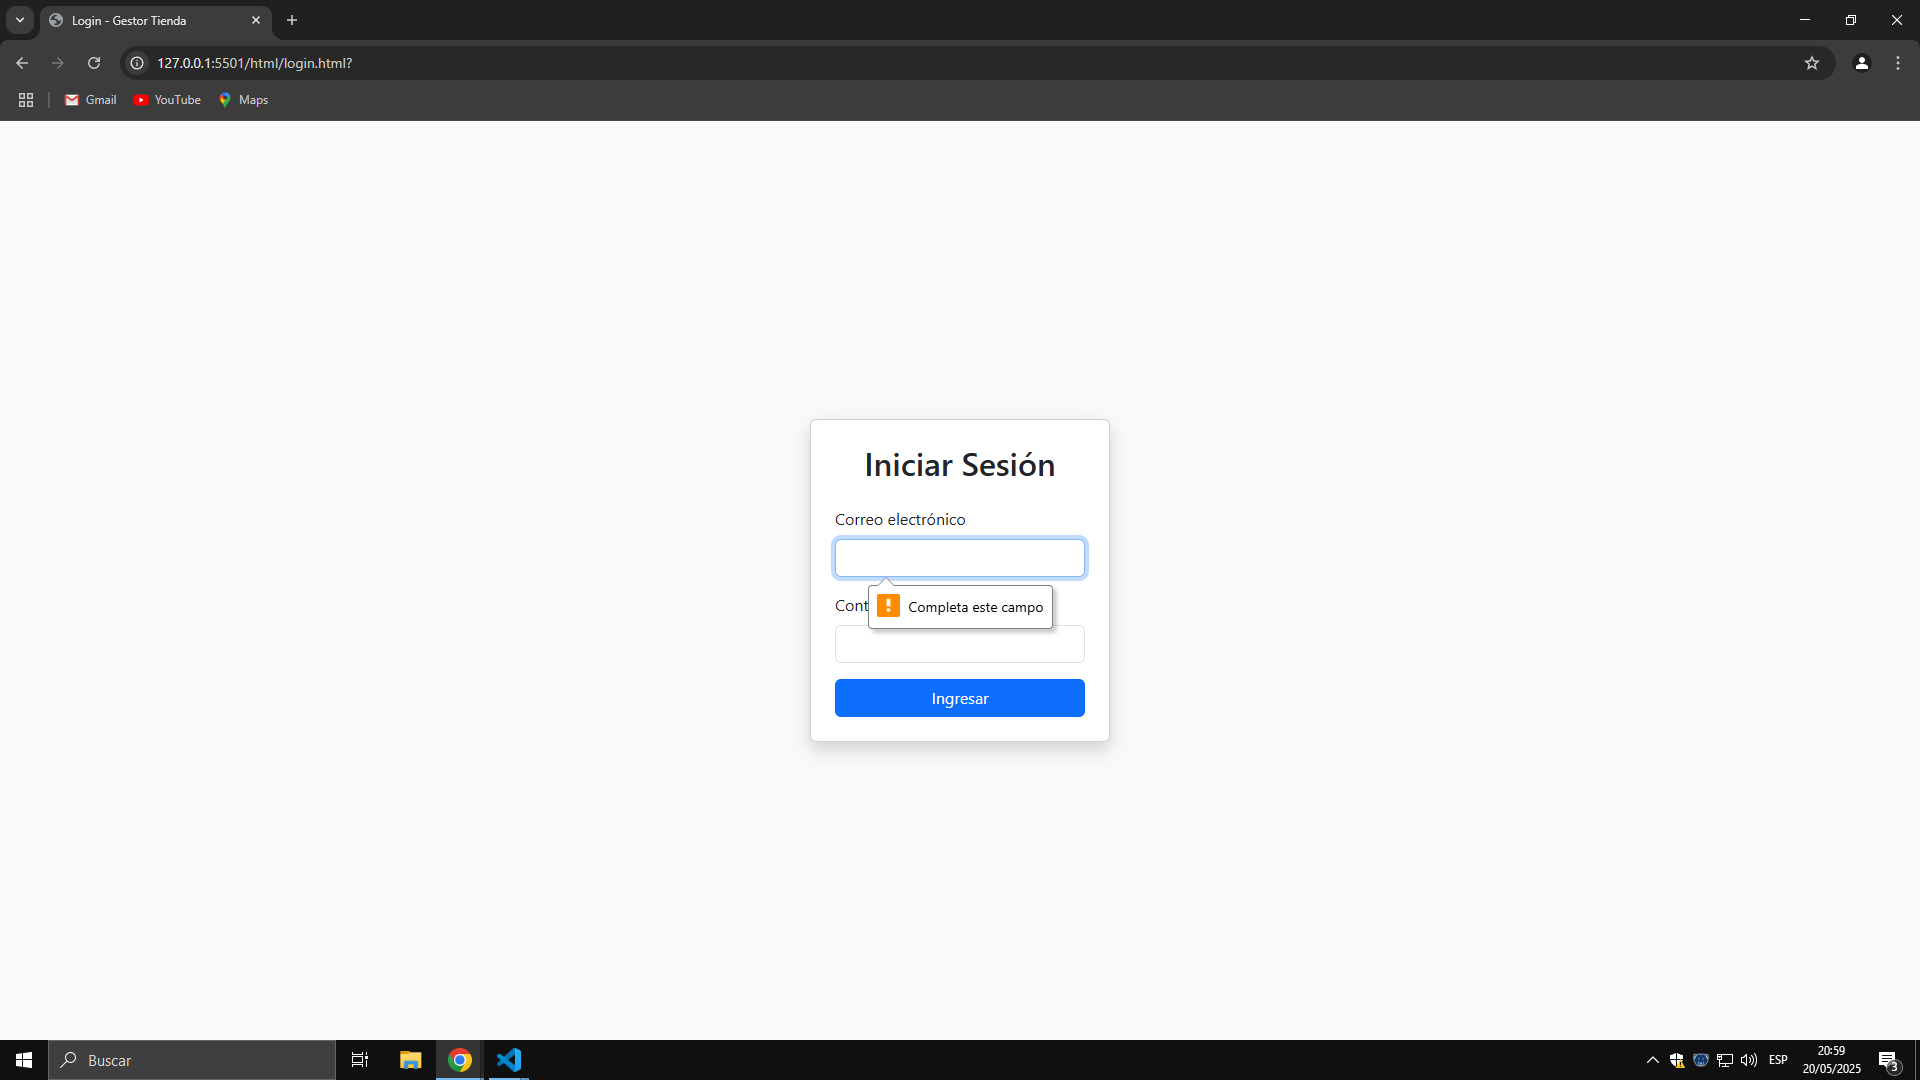 Login - Gestor Tienda
127.0.0.1:5501/html/login.html?
Gmail
YouTube
Maps
Iniciar Sesión
Correo electrónico
Cont
Completa este campo
Ingresar
Buscar
ESP
20:59
20/05/2025
3